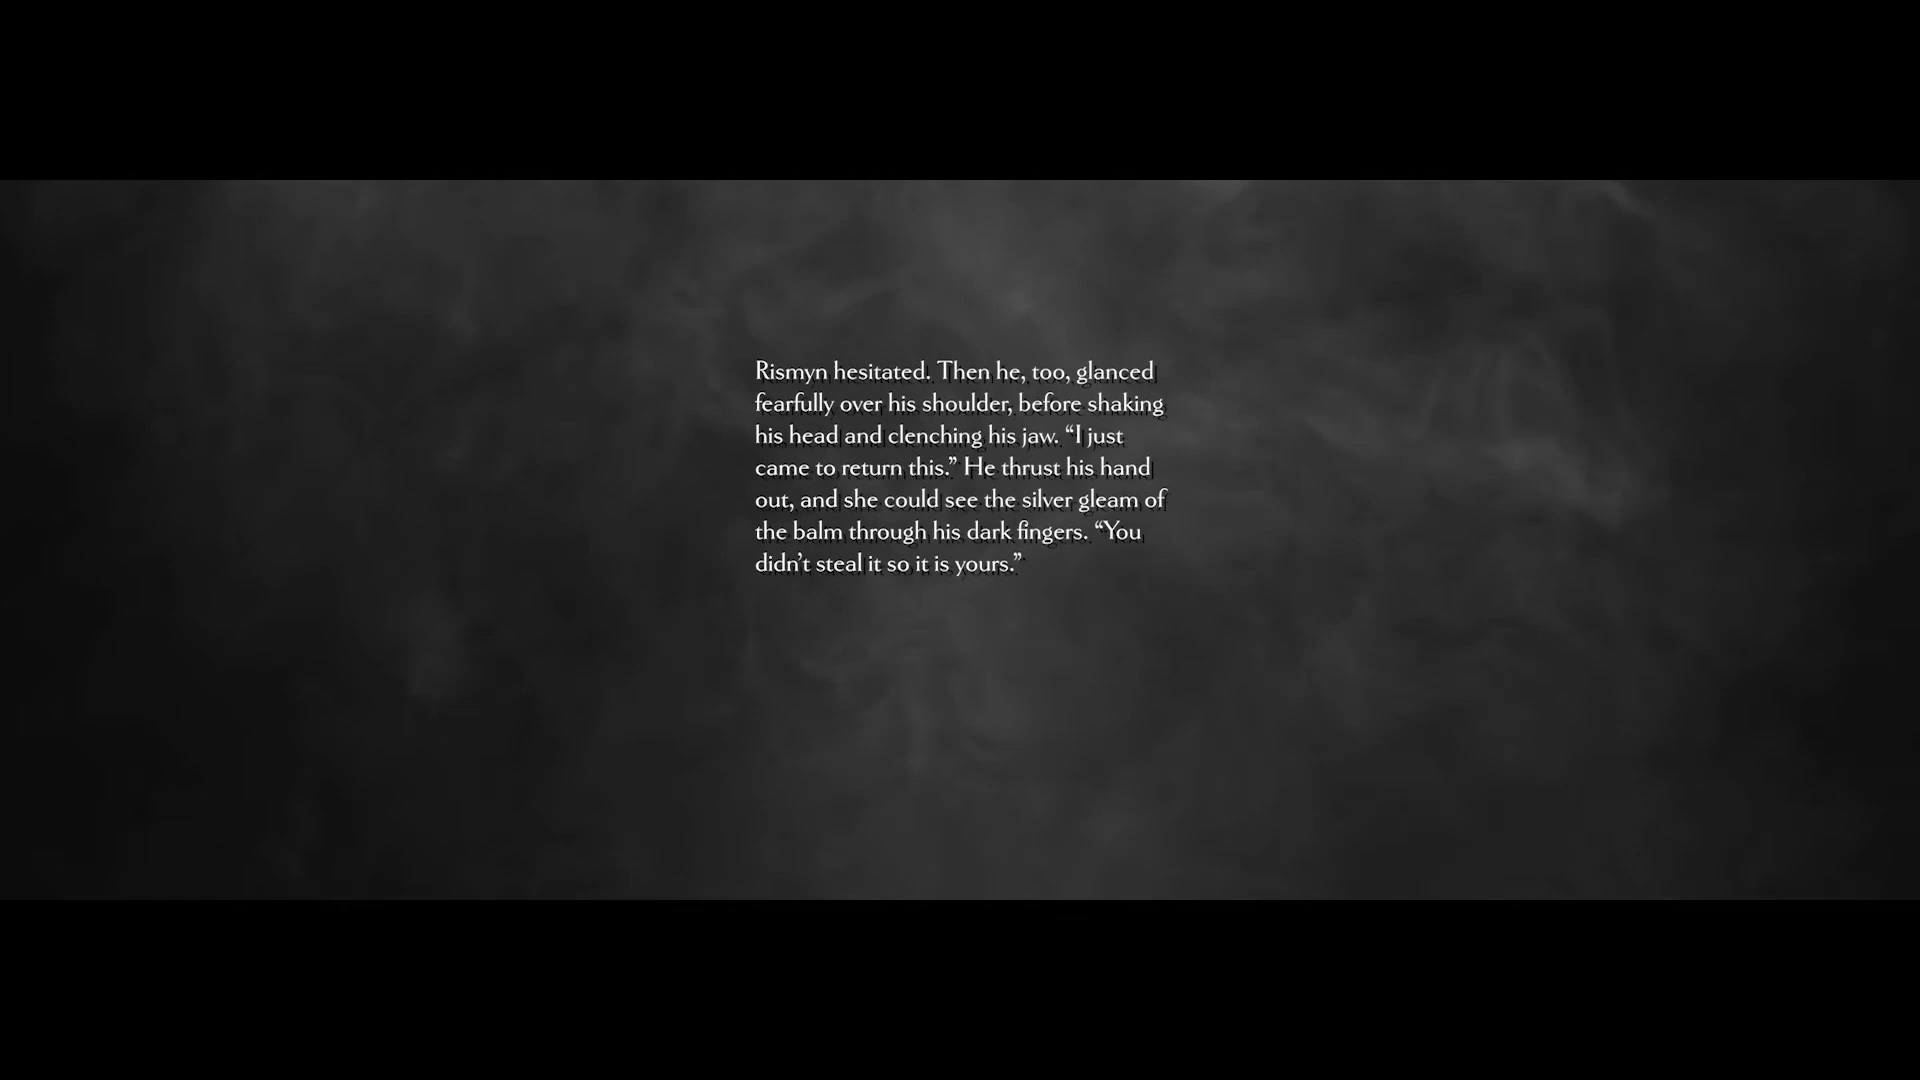 Rismyn hesitated. Then he, too, glanced
fearfully over his shoulder, before shaking
his head and clenching his jaw. “I just
came to return this.” He thrust his hand
out, and she could see the silver gleam of
the balm through his dark fingers. “You
didn’t steal it so it is yours.”